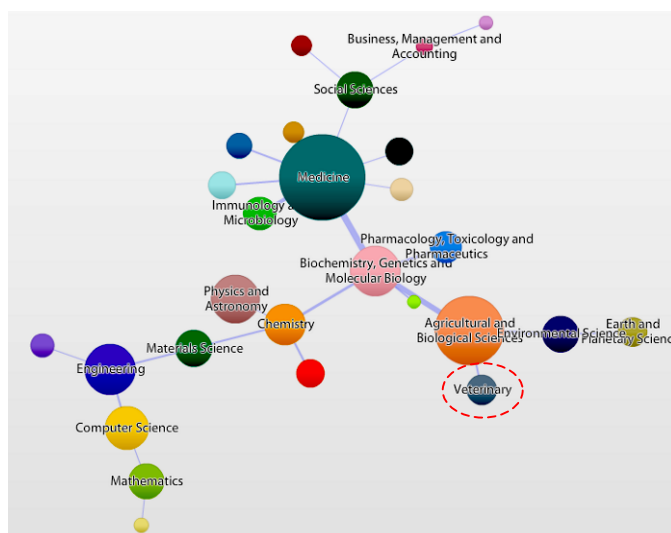 Business, Management and
Accounting
Social Sciences
Medicine
Immunology a
Microbiology
Pharmacology, Toxicology and
Pharmaceutics
Biochemistry, Genetics and
Molecular Biology
Physics and
Astronomy
Chemistry
Agricultural and
Biological Sciences
Environmental Science
Earth and
Planetary Scien
Materials Science
Engineering
Veterinary
Computer Science
Mathematics